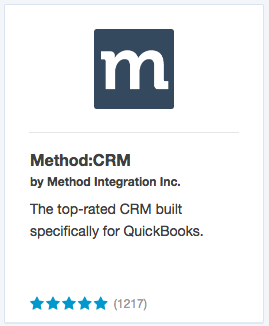 m
Method:CRM
by Method Integration Inc.
The top-rated CRM built
specifically for QuickBooks.
(1217)